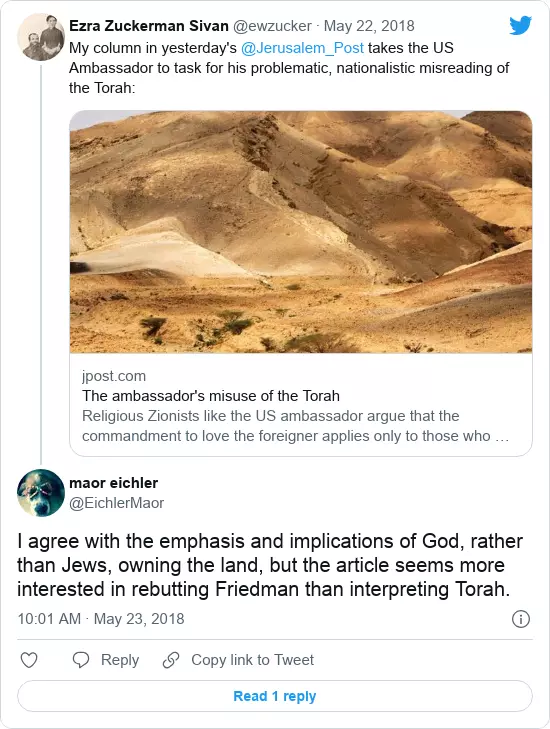 Ezra Zuckerman Sivan @ewzucker · May 22, 2018
My column in yesterday's @Jerusalem_Post takes the US
Ambassador to task for his problematic, nationalistic misreading of
the Torah:
jpost.com
The ambassador's misuse of the Torah
Religious Zionists like the US ambassador argue that the
commandment to love the foreigner applies only to those who …
maor eichler
@EichlerMaor
I agree with the emphasis and implications of God, rather
than Jews, owning the land, but the article seems more
interested in rebutting Friedman than interpreting Torah.
10:01 AM · May 23, 2018
Reply
Copy link to Tweet
Read 1 reply